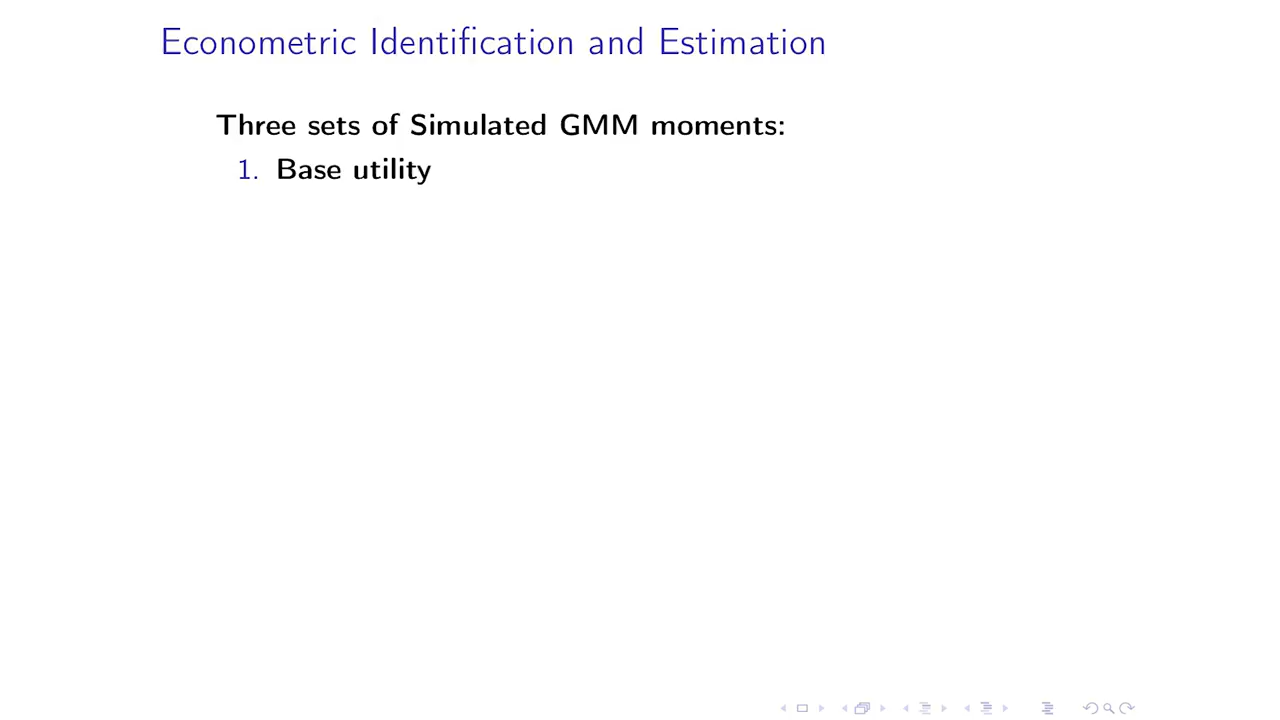 Econometric Identification and Estimation
Three sets of Simulated GMM moments:
1. Base utility